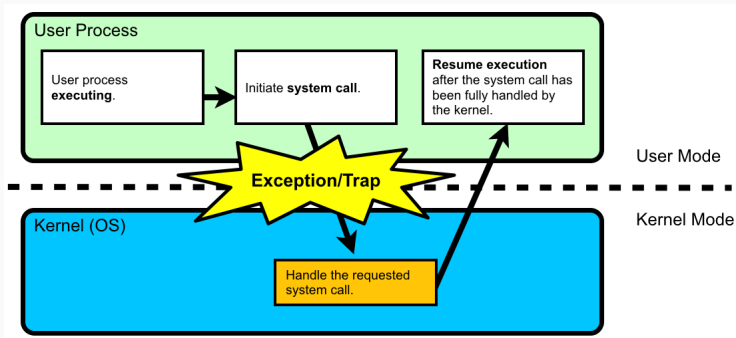 User Process
User process
executing.
Initiate system call.
Resume execution
after the system call has
been fully handled by
the kernel.
User Mode
Exception/Trap
Kernel Mode
Kernel (OS)
Handle the requested
system call.